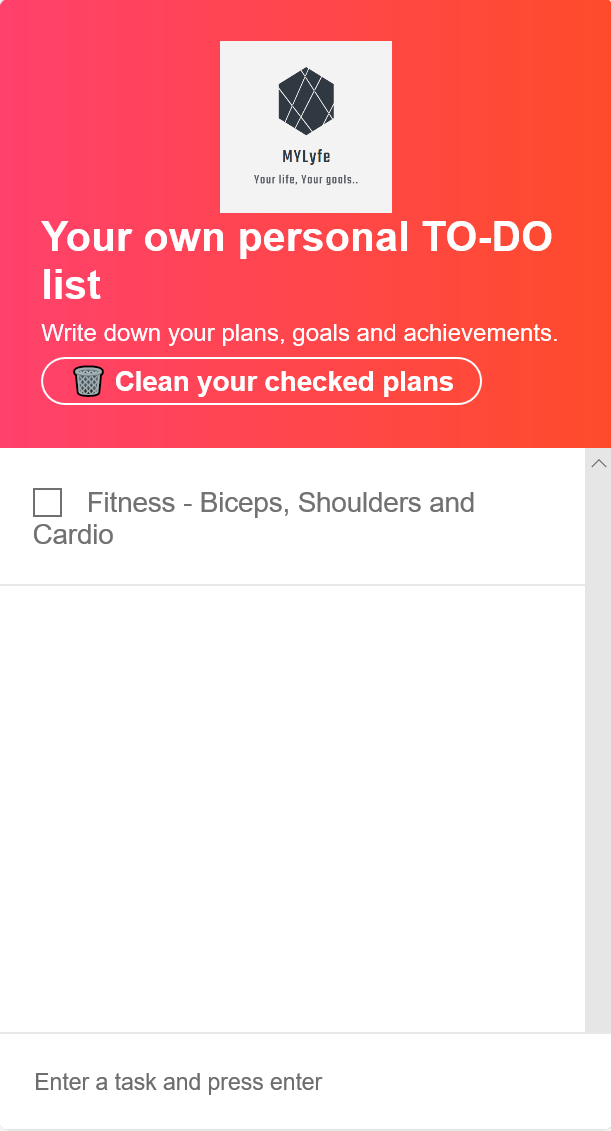 MYLyfe
Your life, Your goals..
Your own personal TO-DO
list
Write down your plans, goals and achievements.
Clean your checked plans
Fitness - Biceps, Shoulders and
Cardio
Enter a task and press enter